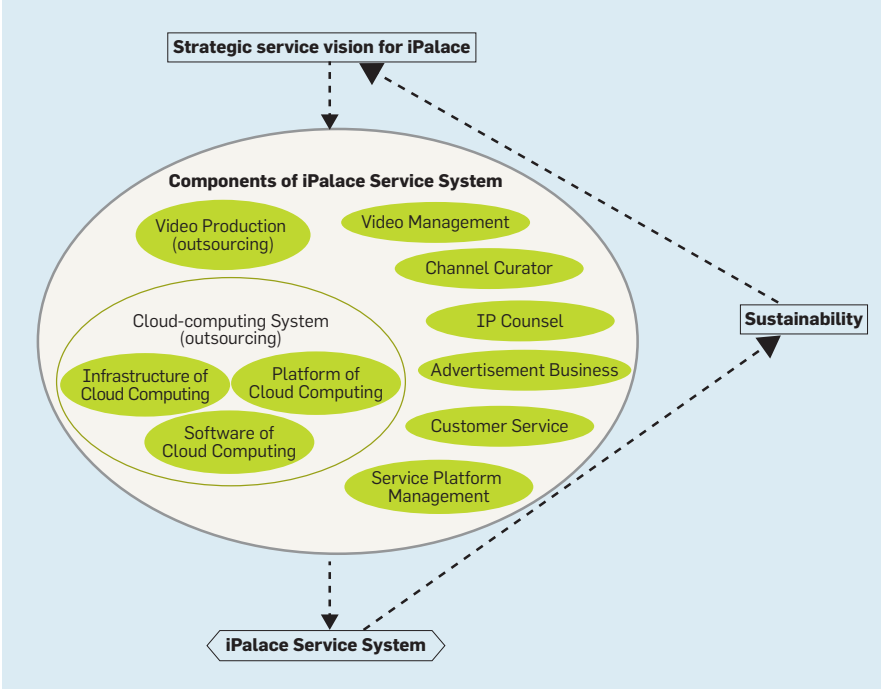 Strategic service vision for iPalace
Components of iPalace Service System
Video Production
(outsourcing)
Video Management
Channel Curator
IP Counsel
Advertisement Business
Customer Service
Service Platform
Management
Cloud-computing System
(outsourcing)
Infrastructure of
Cloud Computing
Platform of
Cloud Computing
Software of
Cloud Computing
Sustainability
iPalace Service System